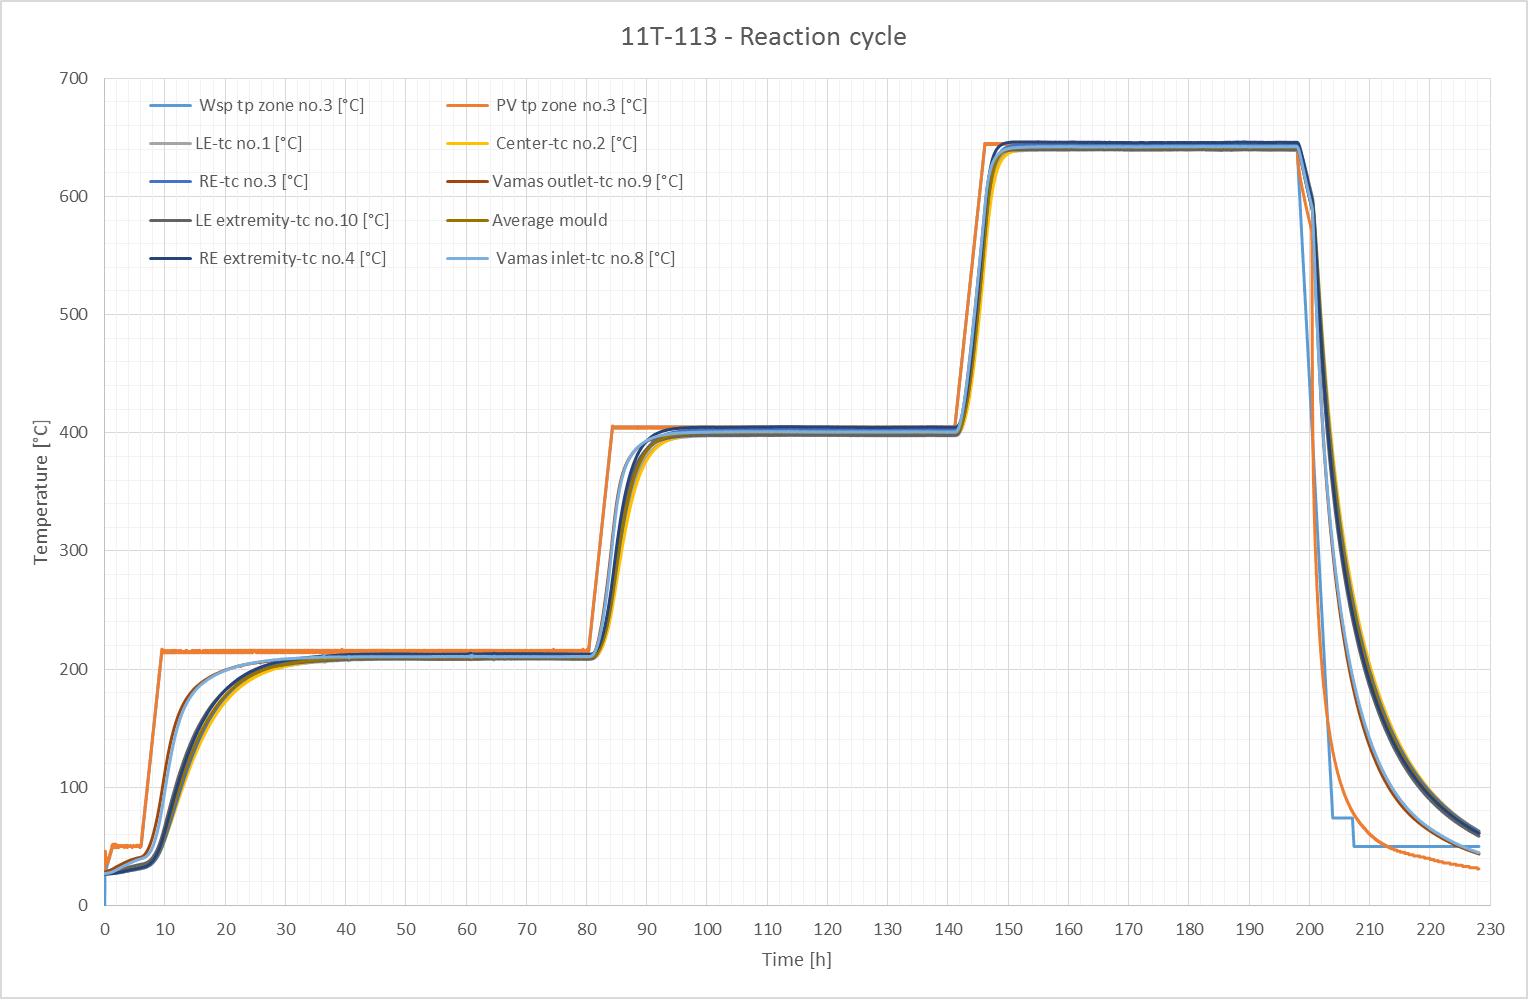 11T-113 - Reaction cycle
700
600
500
400
300
200
100
0
Temperature [°C]
Wsp tp zone no.3 [°C] PV tp zone no.3 [°C]
LE-tc no.1 [°C] Center-tc no.2 [°C]
RE-tc no.3 [°C] Vamas outlet-tc no.9 [°C]
LE extremity-tc no.10 [°C] Average mould
RE extremity-tc no.4 [°C] Vamas inlet-tc no.8 [°C]
0 10 20 30 40 50 60 70 80 90 100 110 120 130 140 150 160 170 180 190 200 210 220 230
Time [h]